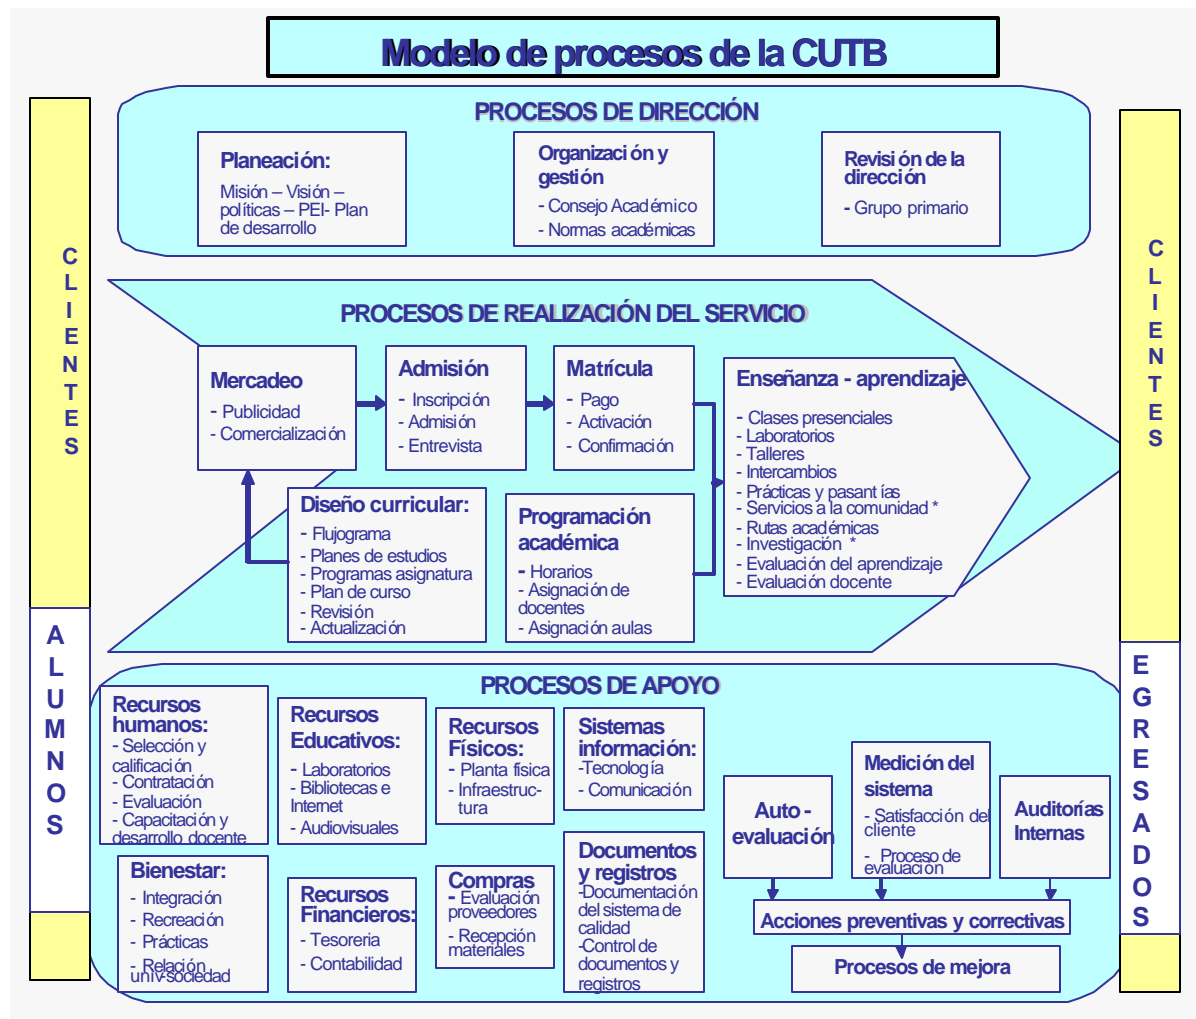 Modelo de procesos de la CUTB
PROCESOS DE DIRECCIÓN
Planeación:
Misión – Visión –
políticas – PEI- Plan
de desarrollo
Organización y
gestión
- Consejo Académico
- Normas académicas
Revisión de la
dirección
- Grupo primario
CLIENTES
ALUMNOS
PROCESOS DE REALIZACIÓN DEL SERVICIO
Mercadeo
- Publicidad
- Comercialización
Admisión
- Inscripción
- Admisión
- Entrevista
Matrícula
- Pago
- Activación
- Confirmación
Enseñanza - aprendizaje
- Clases presenciales
- Laboratorios
- Talleres
- Intercambios
- Prácticas y pasantías
- Servicios a la comunidad *
- Rutas académicas
- Investigación *
- Evaluación del aprendizaje
- Evaluación docente
Diseño curricular:
- Flujograma
- Planes de estudios
- Programas asignatura
- Plan de curso
- Revisión
- Actualización
Programación
académica
- Horarios
- Asignación de
docentes
- Asignación aulas
CLIENTES
EGRESADOS
PROCESOS DE APOYO
Recursos
humanos:
- Selección y
calificación
- Contratación
- Evaluación
- Capacitación y
desarrollo docente
Recursos
Educativos:
- Laboratorios
- Bibliotecas e
Internet
- Audiovisuales
Recursos
Físicos:
- Planta física
- Infraestruc-
tura
Sistemas
información:
-Tecnología
- Comunicación
Auto -
evaluación
Medición del
sistema
- Satisfacción del
cliente
- Proceso de
evaluación
Auditorías
Internas
Bienestar:
- Integración
- Recreación
- Prácticas
- Relación
univ-sociedad
Recursos
Financieros:
- Tesoreria
- Contabilidad
Compras
- Evaluación
proveedores
- Recepción
materiales
Documentos
y registros
-Documentación
del sistema de
calidad
-Control de
documentos y
registros
Acciones preventivas y correctivas
Procesos de mejora